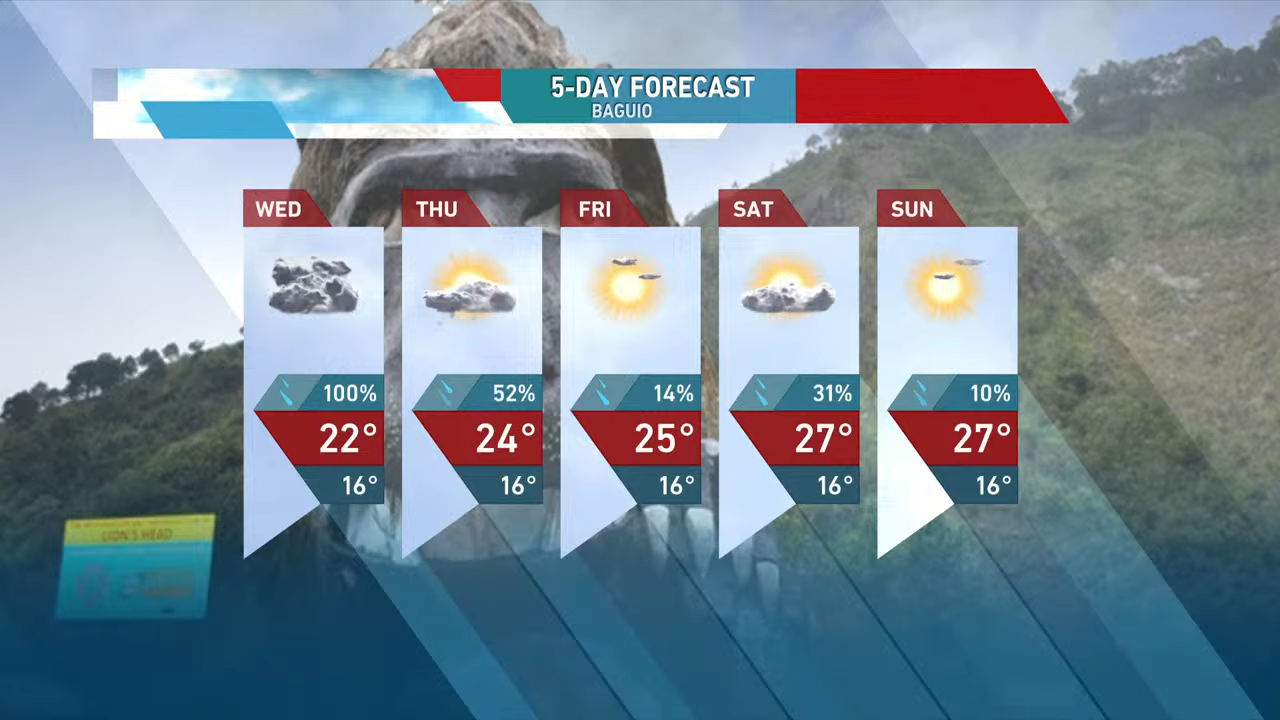 5-DAY FORECAST
BAGUIO
WED
THU
FRI
SAT
SUN
100%
52%
14%
31%
10%
22°
24°
25°
27°
27°
16°
16°
16°
16°
16°
LION'S HEAD